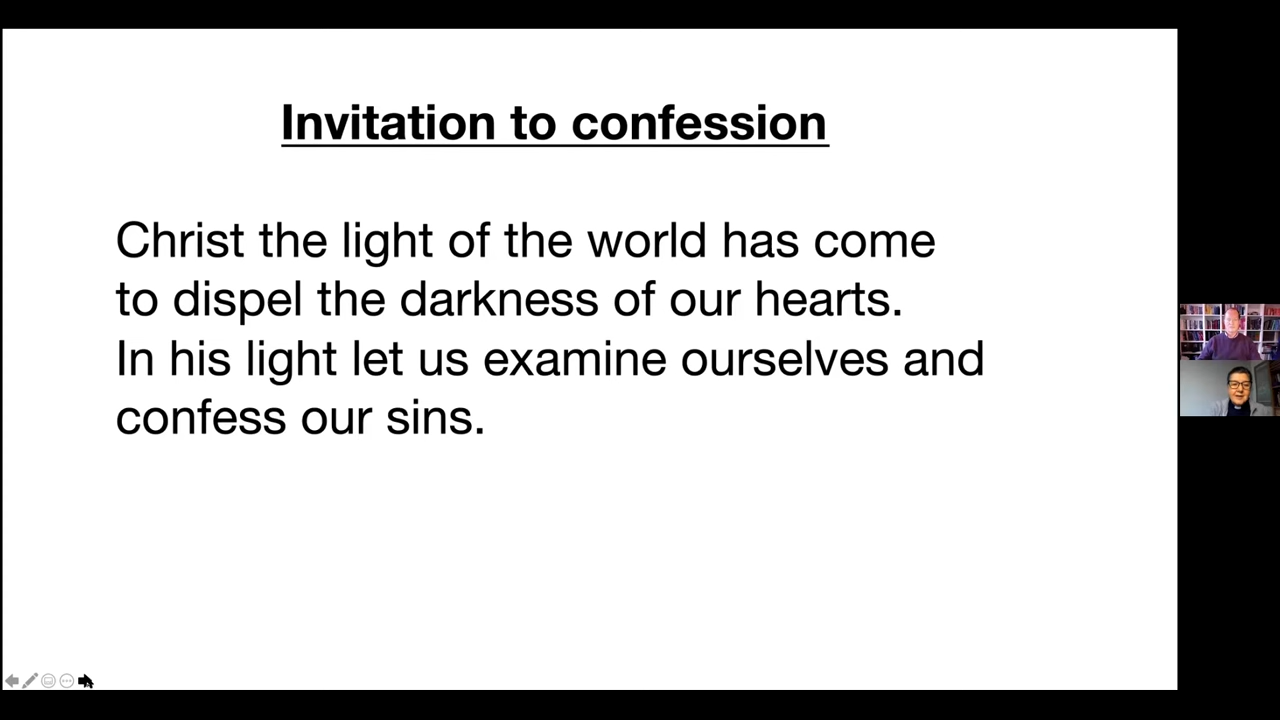 Invitation to confession
Christ the light of the world has come
to dispel the darkness of our hearts.
In his light let us examine ourselves and
confess our sins.